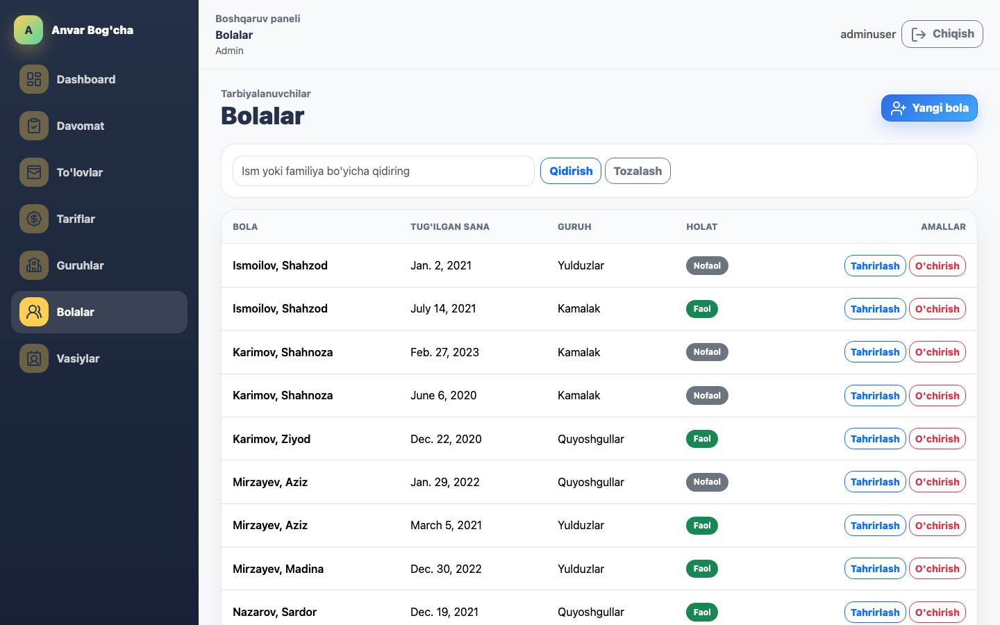 A
Anvar Bog'cha
Dashboard
Davomat
To'lovlar
Tariflar
Guruhlar
Bolalar
Vasiylar
Boshqaruv paneli
Bolalar
Admin
adminuser
Chiqish
Tarbiyalanuvchilar
Bolalar
Yangi bola
Ism yoki familiya bo'yicha qidiring
Qidirish
Tozalash
BOLA TUG'ILGAN SANA GURUH HOLAT AMALLAR
Ismoilov, Shahzod Jan. 2, 2021 Yulduzlar Nofaol Tahrirlash O'chirish
Ismoilov, Shahzod July 14, 2021 Kamalak Faol Tahrirlash O'chirish
Karimov, Shahnoza Feb. 27, 2023 Kamalak Nofaol Tahrirlash O'chirish
Karimov, Shahnoza June 6, 2020 Kamalak Nofaol Tahrirlash O'chirish
Karimov, Ziyod Dec. 22, 2020 Quyoshgullar Faol Tahrirlash O'chirish
Mirzayev, Aziz Jan. 29, 2022 Quyoshgullar Nofaol Tahrirlash O'chirish
Mirzayev, Aziz March 5, 2021 Yulduzlar Faol Tahrirlash O'chirish
Mirzayev, Madina Dec. 30, 2022 Yulduzlar Faol Tahrirlash O'chirish
Nazarov, Sardor Dec. 19, 2021 Quyoshgullar Faol Tahrirlash O'chirish